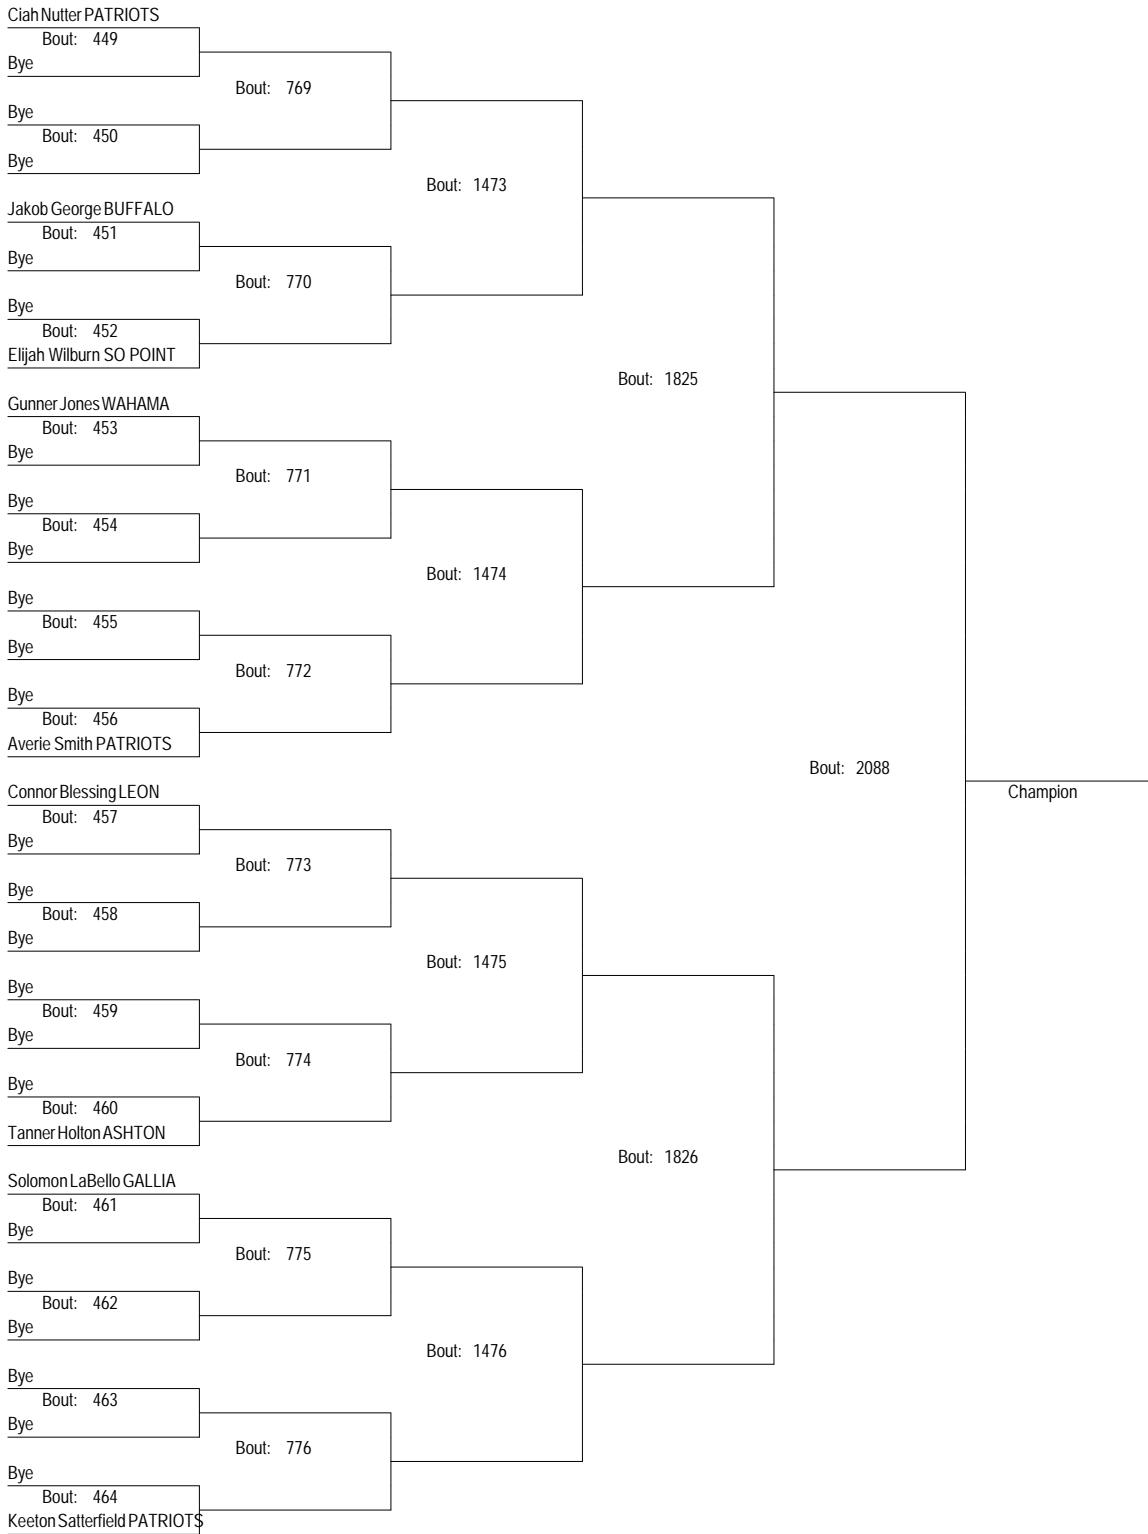 Ciah Nutter PATRIOTS
Bout: 449
Bye
Bout: 769
Bye
Bout: 450
Bye
Bout: 1473
Jakob George BUFFALO
Bout: 451
Bye
Bout: 770
Bye
Bout: 452
Elijah Wilburn SO POINT
Bout: 1825
Gunner Jones WAHAMA
Bout: 453
Bye
Bout: 771
Bye
Bout: 454
Bye
Bout: 1474
Bye
Bout: 455
Bye
Bout: 772
Bye
Bout: 456
Averie Smith PATRIOTS
Bout: 2088
Champion
Connor Blessing LEON
Bout: 457
Bye
Bout: 773
Bye
Bout: 458
Bye
Bout: 1475
Bye
Bout: 459
Bye
Bout: 774
Bye
Bout: 460
Tanner Holton ASHTON
Bout: 1826
Solomon LaBello GALLIA
Bout: 461
Bye
Bout: 775
Bye
Bout: 462
Bye
Bout: 1476
Bye
Bout: 463
Bye
Bout: 776
Bye
Bout: 464
Keeton Satterfield PATRIOTS